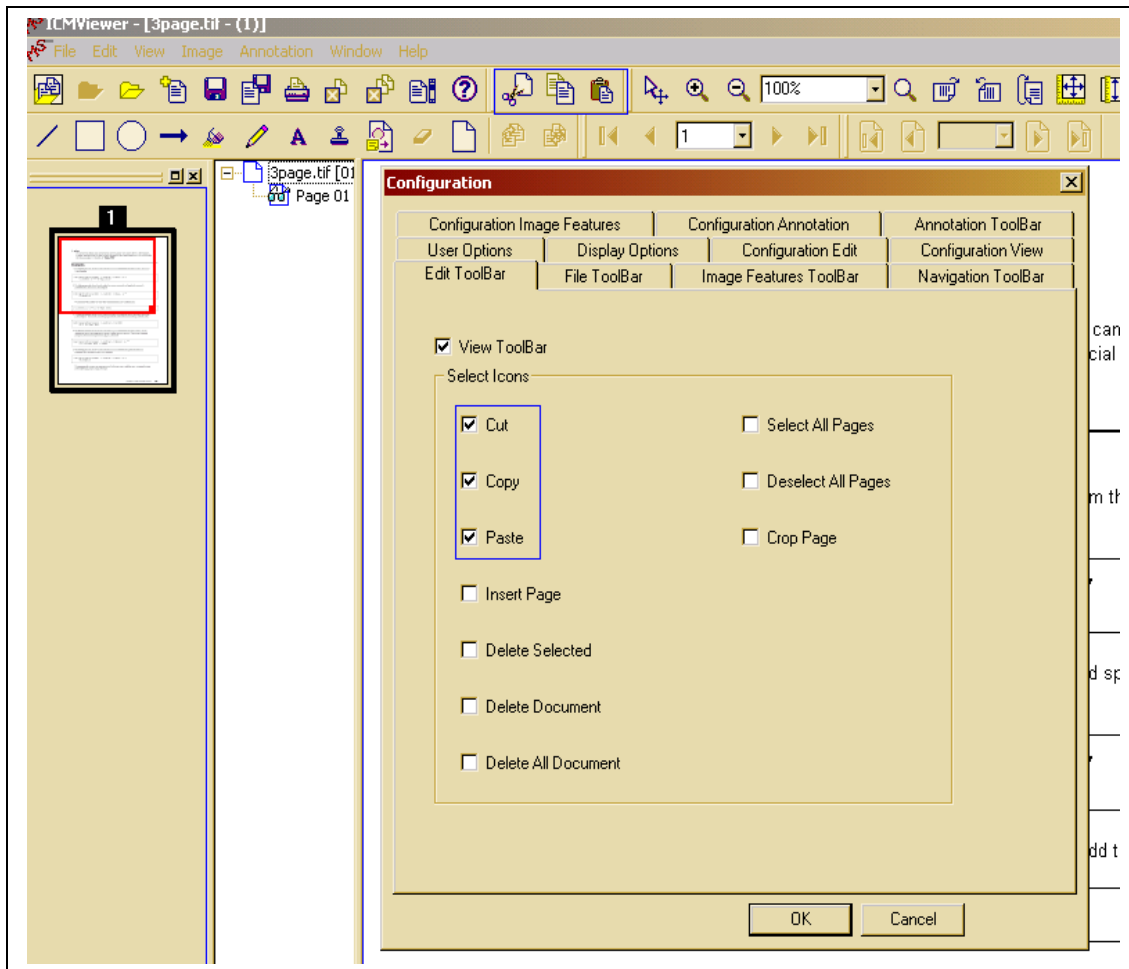 ICMViewer - [3page.tif - (1)]
File Edit View Image Annotation Window Help
100%
1
3page.tif [01
Page 01
1
Configuration
Configuration Image Features Configuration Annotation Annotation ToolBar
User Options Display Options Configuration Edit Configuration View
Edit ToolBar File ToolBar Image Features ToolBar Navigation ToolBar
View ToolBar
Select Icons
Cut Select All Pages
Copy Deselect All Pages
Paste Crop Page
Insert Page
Delete Selected
Delete Document
Delete All Document
OK Cancel
can
cial
m th
d sp
dd t